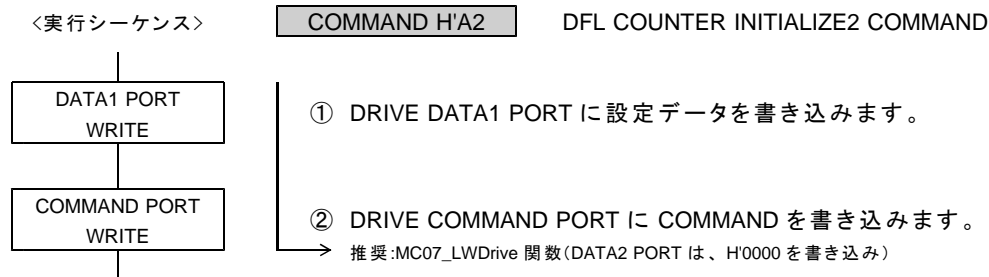 <実行シーケンス>
COMMAND H'A2
DFL COUNTER INITIALIZE2 COMMAND
DATA1 PORT
WRITE
① DRIVE DATA1 PORT に設定データを書き込みます。
COMMAND PORT
WRITE
② DRIVE COMMAND PORT に COMMAND を書き込みます。
推奨:MC07_LWDrive 関数(DATA2 PORT は、H'0000 を書き込み)